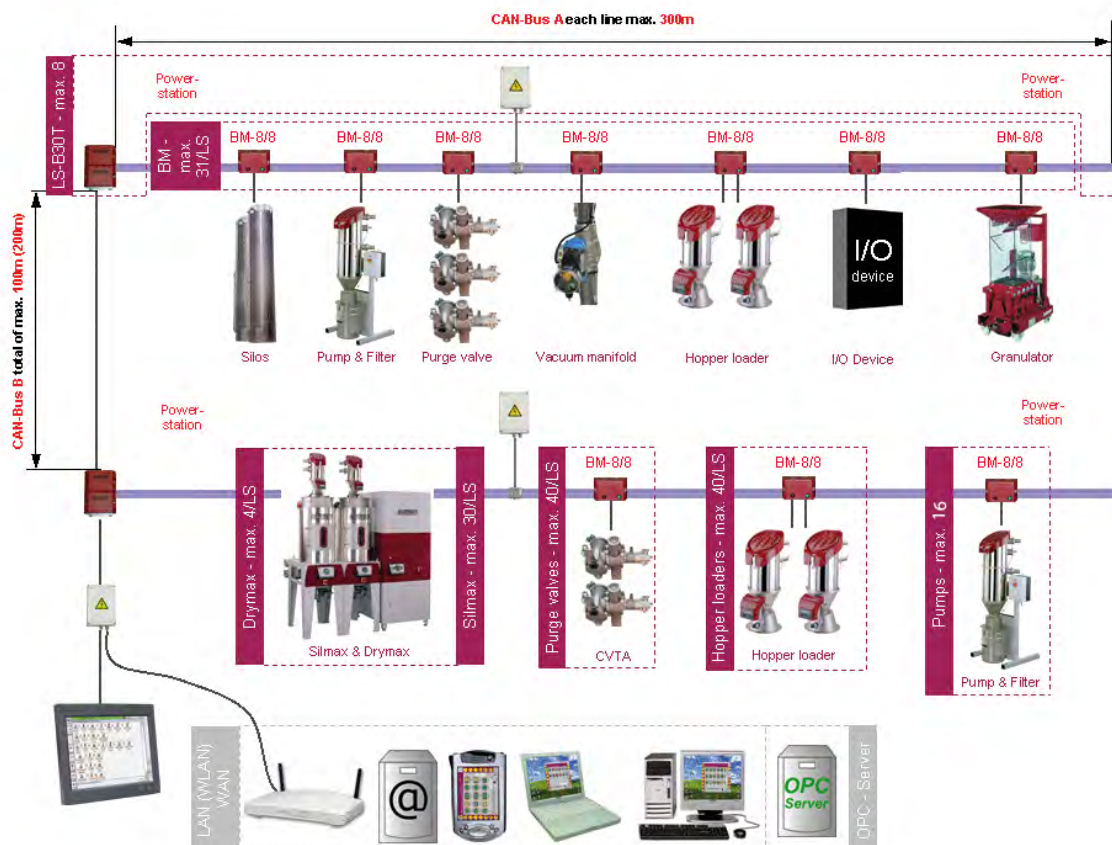 CAN-Bus A each line max. 300m
LS-B30T - max. 8
Power-
station
Power-
station
BM -
max.
31/LS
BM-8/8
BM-8/8
BM-8/8
BM-8/8
BM-8/8
BM-8/8
BM-8/8
I/O
device
Silos
Pump & Filter
Purge valve
Vacuum manifold
Hopper loader
I/O Device
Granulator
CAN-Bus B total of max. 100m (200m)
Power-
station
Power-
station
Drymax - max. 4/LS
Silmax & Drymax
Silmax - max. 30/LS
Purge valves - max. 40/LS
BM-8/8
CVTA
Hopper loaders - max. 40/LS
BM-8/8
Hopper loader
Pumps - max. 16
BM-8/8
Pump & Filter
LAN (WLAN)
WAN
@
OPC
Server
OPC - Server